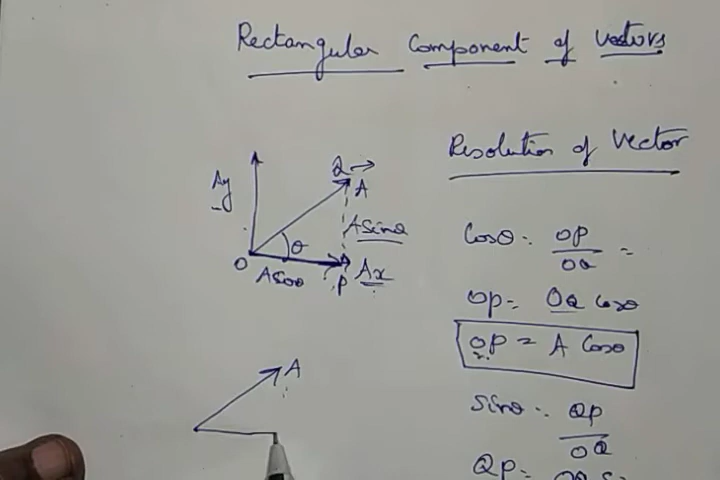 Rectangular Component of Vectors
Resolution of Vector
Q
A
Ay
A sinθ
θ
O
A cosθ
P
Ax
Cosθ = OP / OQ =
OP = OQ Cosθ
OP = A Cosθ
A
Sinθ = QP / OQ
QP =